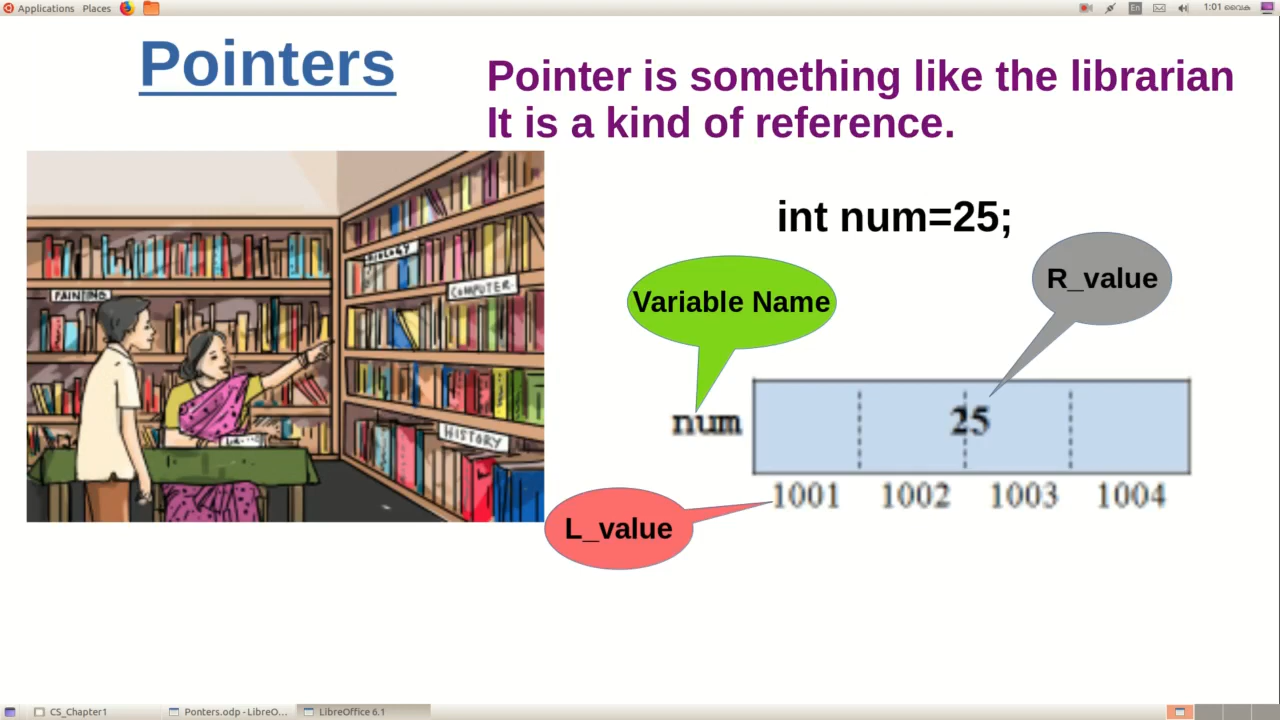 Applications Places
En
1:01 വൈകു
Pointers
Pointer is something like the librarian
It is a kind of reference.
int num=25;
R_value
Variable Name
num
25
1001 1002 1003 1004
L_value
PAINTING
COMPUTER
HISTORY
CS_Chapter1
Ponters.odp - LibreO...
LibreOffice 6.1